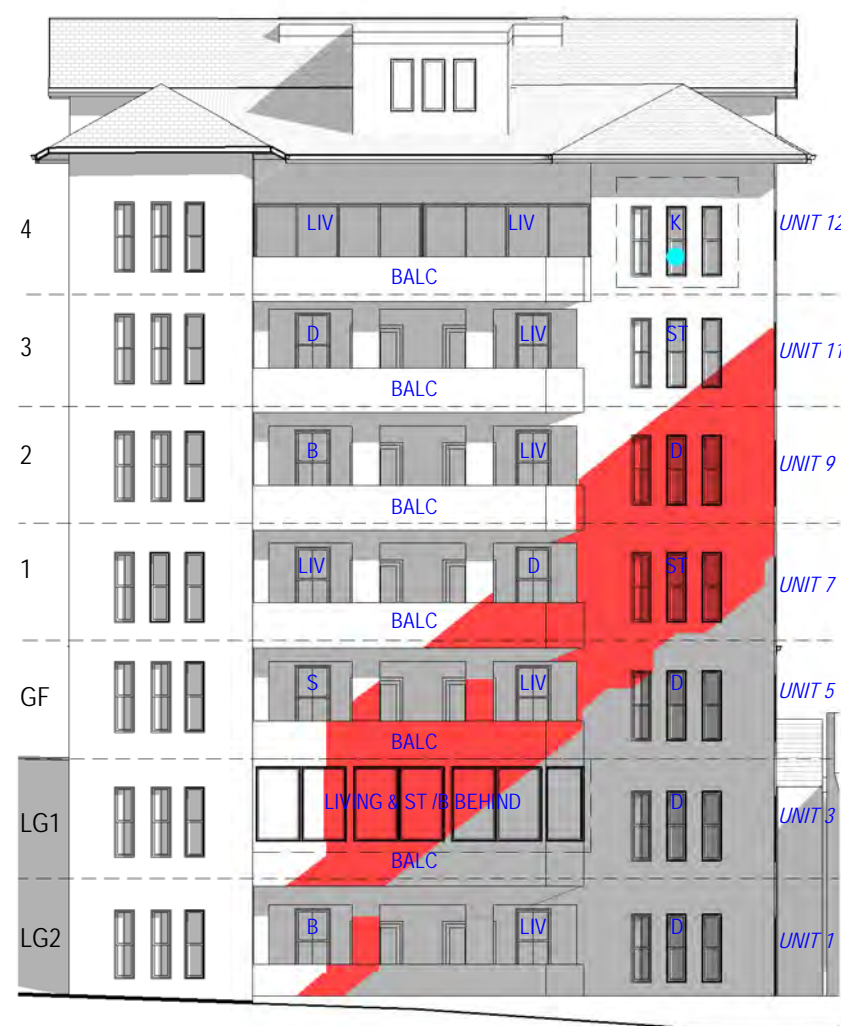 4 LIV LIV K UNIT 12
BALC
3 D LIV ST UNIT 11
BALC
2 B LIV D UNIT 9
BALC
1 LIV D ST UNIT 7
BALC
GF S LIV D UNIT 5
BALC
LG1 LIVING & ST /B BEHIND D UNIT 3
BALC
LG2 B LIV D UNIT 1